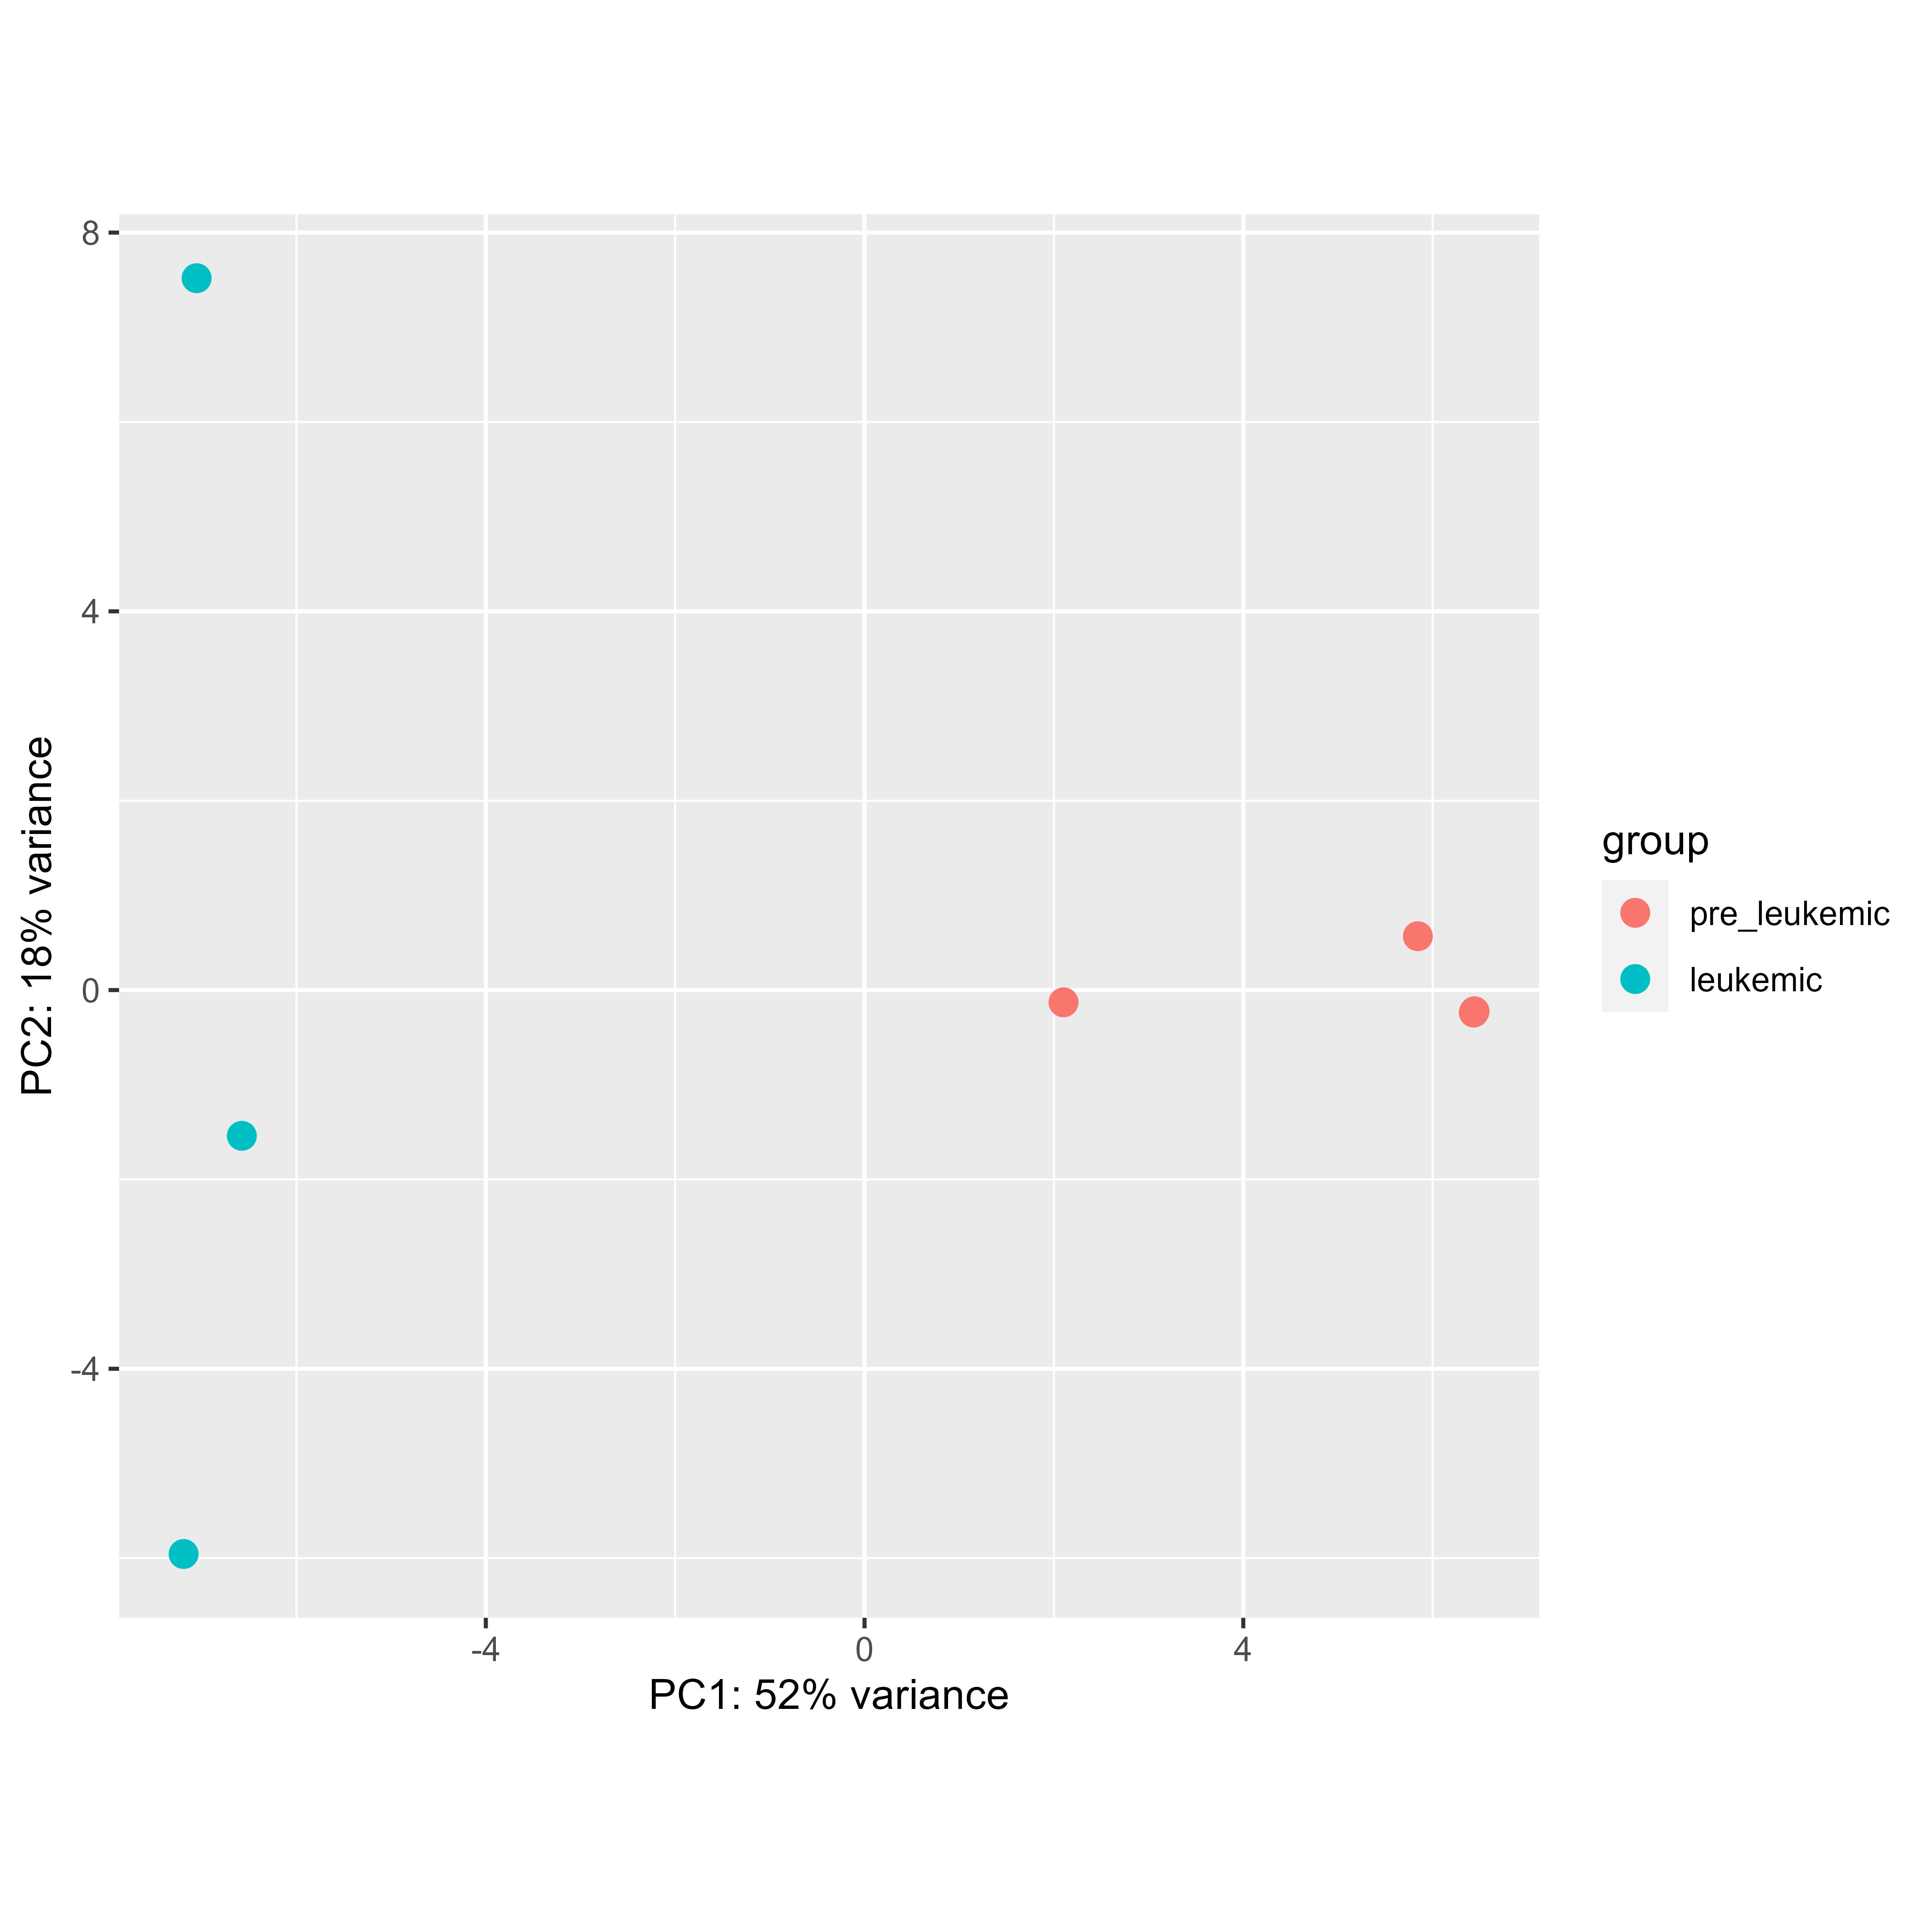 8
4
0
-4
-4
0
4
PC1: 52% variance
PC2: 18% variance
group
pre_leukemic
leukemic